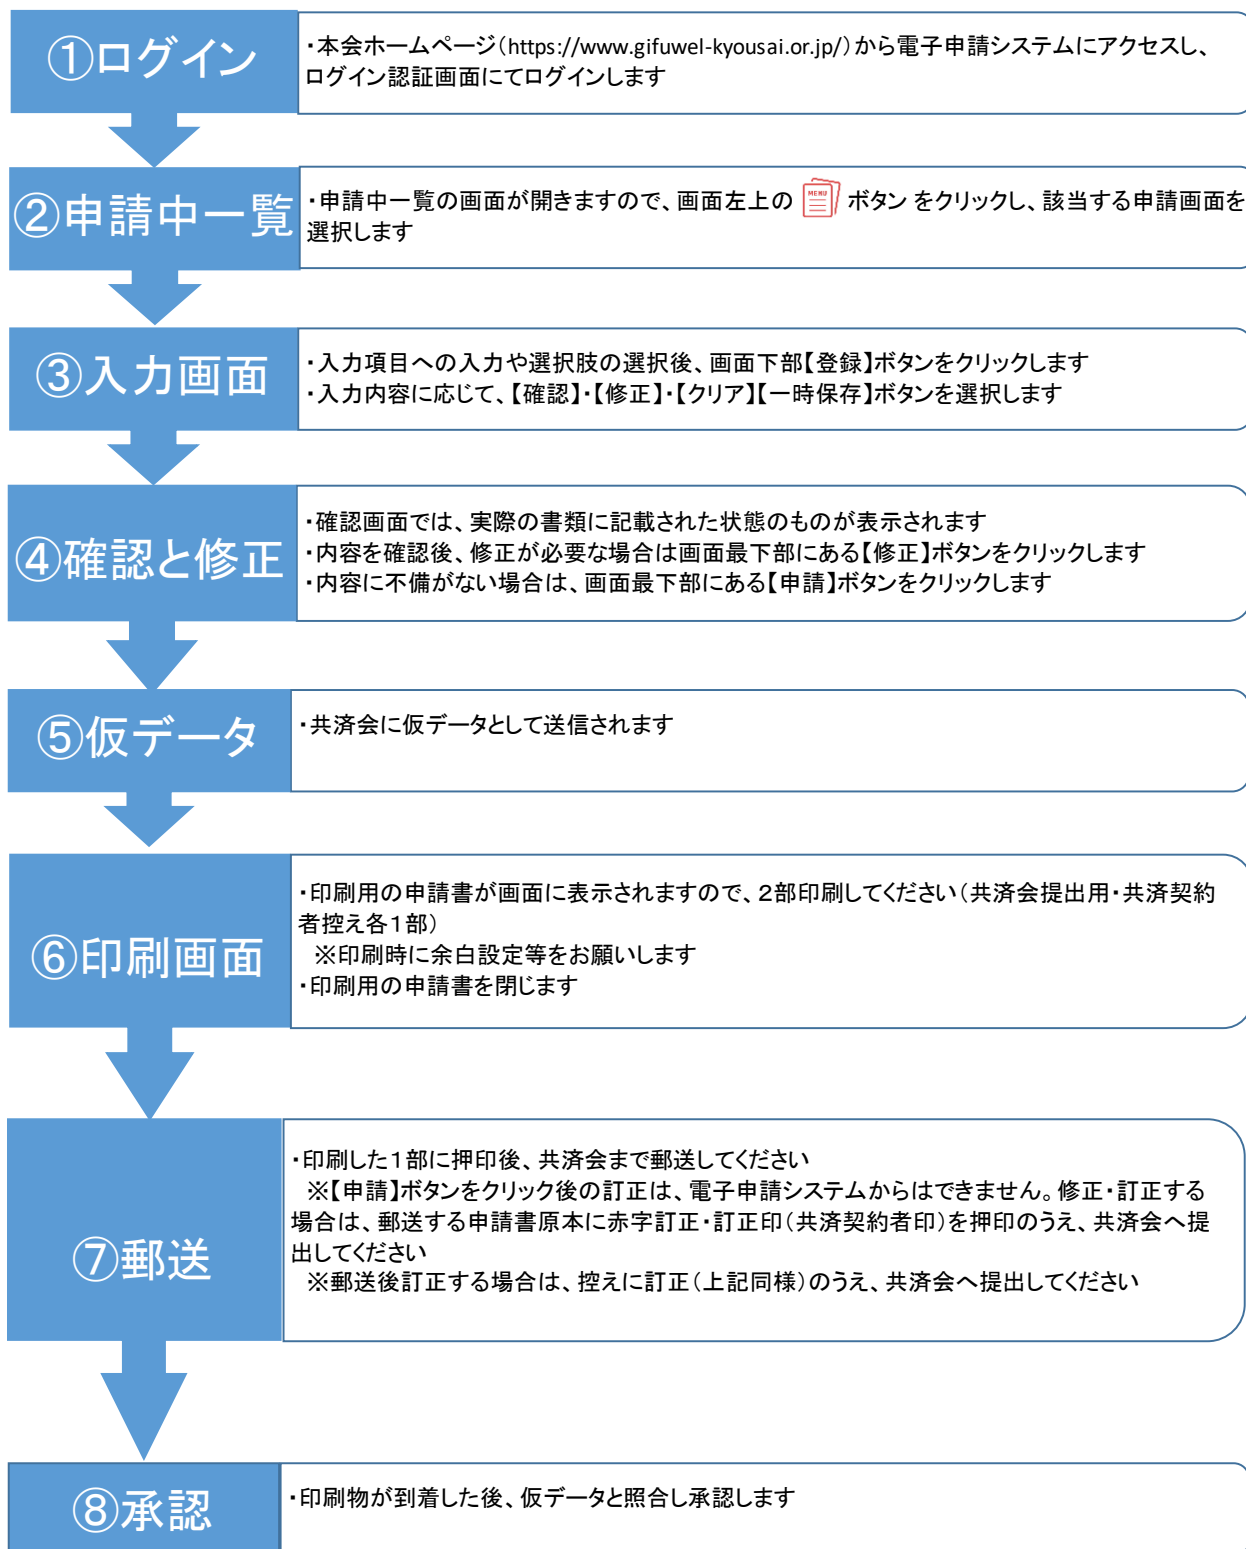 ①ログイン
・本会ホームページ（https://www.gifuwel-kyousai.or.jp/）から電子申請システムにアクセスし、
ログイン認証画面にてログインします
②申請中一覧
・申請中一覧の画面が開きますので、画面左上の MENU ボタン をクリックし、該当する申請画面を
選択します
③入力画面
・入力項目への入力や選択肢の選択後、画面下部【登録】ボタンをクリックします
・入力内容に応じて、【確認】・【修正】・【クリア】【一時保存】ボタンを選択します
④確認と修正
・確認画面では、実際の書類に記載された状態のものが表示されます
・内容を確認後、修正が必要な場合は画面最下部にある【修正】ボタンをクリックします
・内容に不備がない場合は、画面最下部にある【申請】ボタンをクリックします
⑤仮データ
・共済会に仮データとして送信されます
⑥印刷画面
・印刷用の申請書が画面に表示されますので、２部印刷してください（共済会提出用・共済契約
者控え各１部）
※印刷時に余白設定等をお願いします
・印刷用の申請書を閉じます
⑦郵送
・印刷した１部に押印後、共済会まで郵送してください
※【申請】ボタンをクリック後の訂正は、電子申請システムからはできません。修正・訂正する
場合は、郵送する申請書原本に赤字訂正・訂正印（共済契約者印）を押印のうえ、共済会へ提
出してください
※郵送後訂正する場合は、控えに訂正（上記同様）のうえ、共済会へ提出してください
⑧承認
・印刷物が到着した後、仮データと照合し承認します